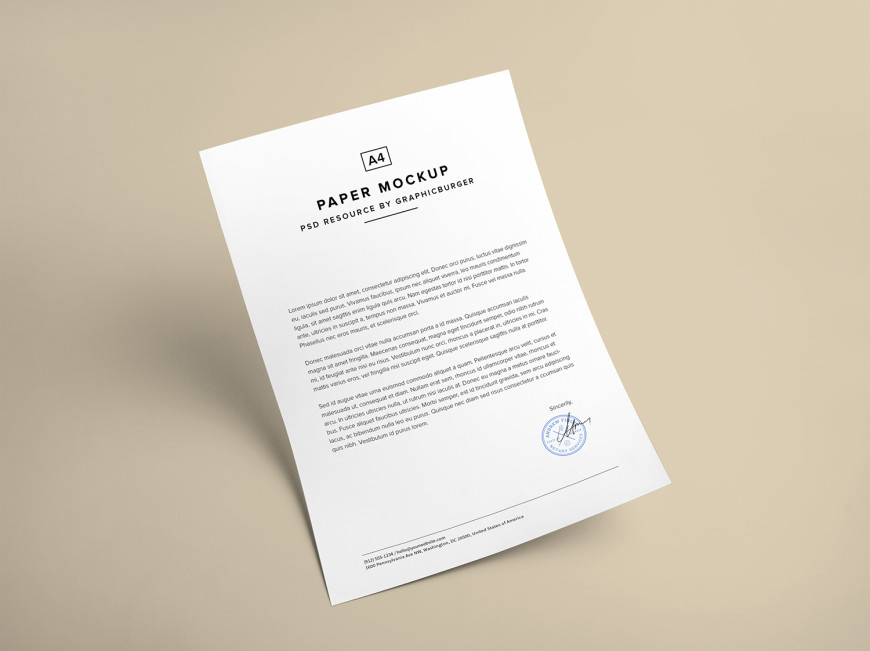 A4
PAPER MOCKUP
PSD RESOURCE BY GRAPHICBURGER
Lorem ipsum dolor sit amet, consectetur adipiscing elit. Donec orci purus, luctus vitae dignissim
eu, iaculis sed purus. Vivamus faucibus, ipsum nec aliquet viverra, leo mauris condimentum
ligula, sit amet sagittis enim ligula quis arcu. Nam egestas tortor id nisi porttitor mattis. In tortor
ante, ultricies in suscipit a, tempus non massa. Vivamus et auctor mi. Fusce vel massa nulla.
Phasellus nec eros mauris, et scelerisque orci.
Donec malesuada orci vitae nulla accumsan porta a id massa. Quisque accumsan iaculis
magna sit amet fringilla. Maecenas consequat, magna eget tincidunt semper, odio nibh rutrum
mi, id feugiat ante nisi eu risus. Vestibulum nunc orci, rhoncus a placerat in, ultricies in mi. Cras
mattis varius eros, vel fringilla nisi suscipit eget. Quisque scelerisque sagittis nulla at porttitor.
Sed id augue vitae urna euismod commodo aliquet a quam. Pellentesque arcu velit, cursus et
malesuada ut, consequat et diam. Nullam erat sem, moncus id ullamcorper vitae, rhoncus et
arcu. In ultricies ultricies nulla, ut rutrum nisi iaculis at. Donec eu magna a metus ornare fauci-
bus. Fusce aliquet faucibus ultricies. Morbi semper, est id tincidunt gravida, sem arcu adipiscing
lacus, ac bibendum nulla leo eu purus. Quisque nec diam sed risus consectetur a ccumsan quis
quis nibh. Vestibulum id purus lorem.
Sincerely,
ANDREW
NOTARY SERVICES
(512) 555-1234 / hello@yourwebsite.com
1600 Pennsylvania Ave NW, Washington, DC 20500, United States of America